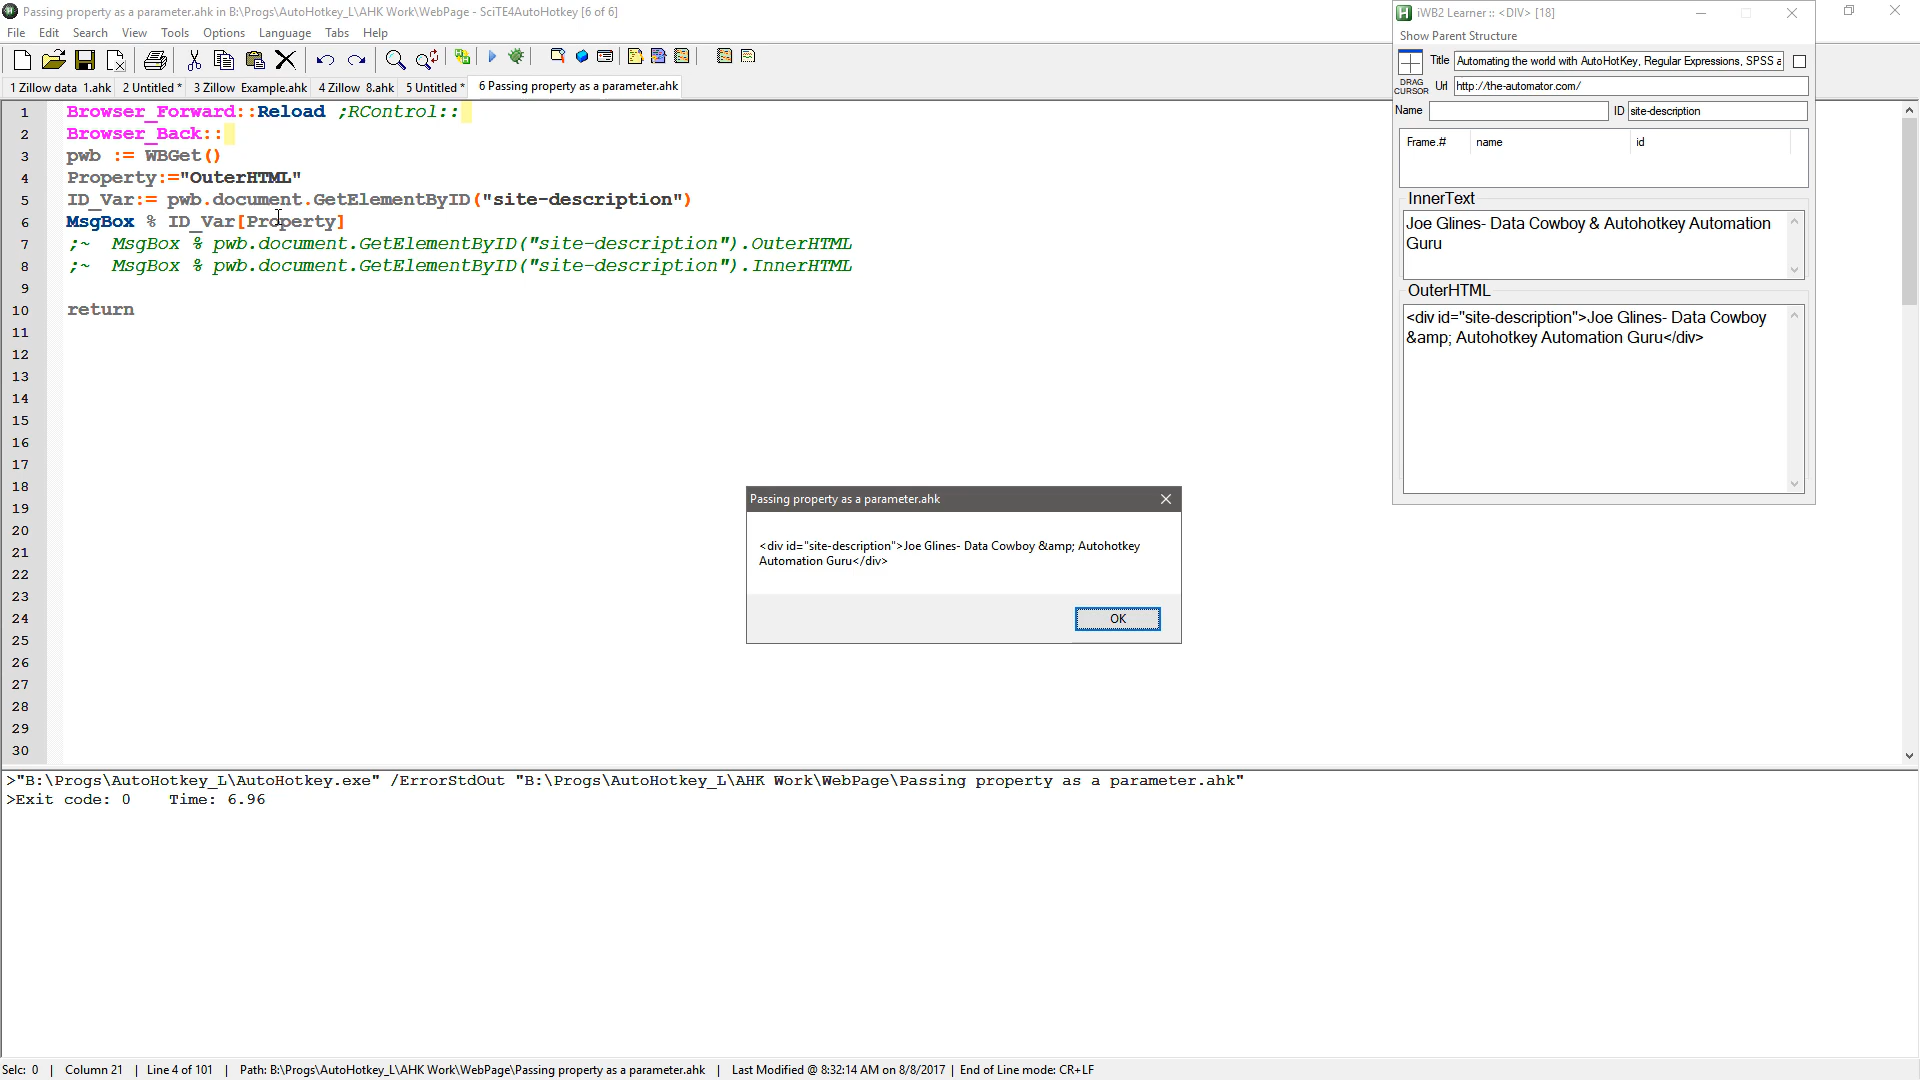 Passing property as a parameter.ahk in B:\Progs\AutoHotkey_L\AHK Work\WebPage - SciTE4AutoHotkey [6 of 6]
File Edit Search View Tools Options Language Tabs Help
1 Zillow data 1.ahk 2 Untitled * 3 Zillow Example.ahk 4 Zillow 8.ahk 5 Untitled * 6 Passing property as a parameter.ahk
1 Browser_Forward::Reload ;RControl::
2 Browser_Back::
3 pwb := WBGet()
4 Property:="OuterHTML"
5 ID_Var:= pwb.document.GetElementByID("site-description")
6 MsgBox % ID_Var[Property]
7 ;~ MsgBox % pwb.document.GetElementByID("site-description").OuterHTML
8 ;~ MsgBox % pwb.document.GetElementByID("site-description").InnerHTML
9
10 return
11
12
13
14
15
16
17
18
19
20
21
22
23
24
25
26
27
28
29
30
iWB2 Learner :: <DIV> [18]
Show Parent Structure
DRAG
CURSOR
Title Automating the world with AutoHotKey, Regular Expressions, SPSS a
Url http://the-automator.com/
Name ID site-description
Frame.# name id
InnerText
Joe Glines- Data Cowboy & Autohotkey Automation
Guru
OuterHTML
<div id="site-description">Joe Glines- Data Cowboy
&amp; Autohotkey Automation Guru</div>
Passing property as a parameter.ahk
<div id="site-description">Joe Glines- Data Cowboy &amp; Autohotkey
Automation Guru</div>
OK
>"B:\Progs\AutoHotkey_L\AutoHotkey.exe" /ErrorStdOut "B:\Progs\AutoHotkey_L\AHK Work\WebPage\Passing property as a parameter.ahk"
>Exit code: 0 Time: 6.96
Selc: 0 | Column 21 | Line 4 of 101 | Path: B:\Progs\AutoHotkey_L\AHK Work\WebPage\Passing property as a parameter.ahk | Last Modified @ 8:32:14 AM on 8/8/2017 | End of Line mode: CR+LF